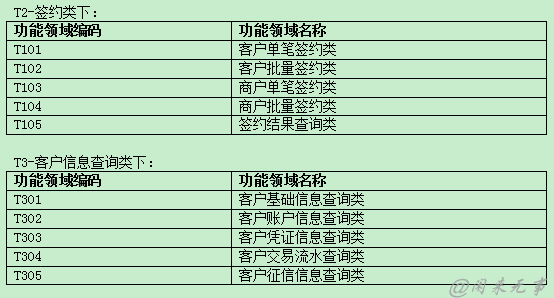 T2-签约类下:
功能领域编码 功能领域名称
T101 客户单笔签约类
T102 客户批量签约类
T103 商户单笔签约类
T104 商户批量签约类
T105 签约结果查询类
T3-客户信息查询类下:
功能领域编码 功能领域名称
T301 客户基础信息查询类
T302 客户账户信息查询类
T303 客户凭证信息查询类
T304 客户交易流水查询类
T305 客户征信信息查询类
@周末无事